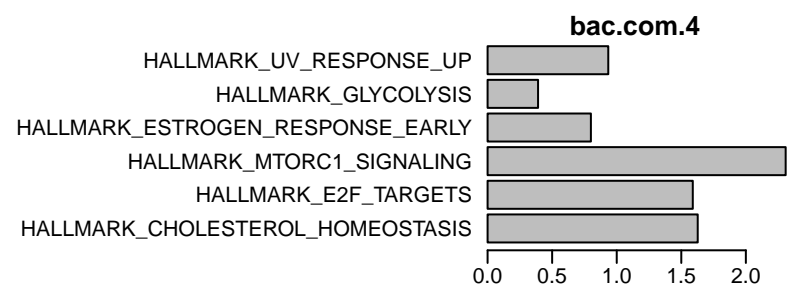 bac.com.4
HALLMARK_UV_RESPONSE_UP
HALLMARK_GLYCOLYSIS
HALLMARK_ESTROGEN_RESPONSE_EARLY
HALLMARK_MTORC1_SIGNALING
HALLMARK_E2F_TARGETS
HALLMARK_CHOLESTEROL_HOMEOSTASIS
0.0 0.5 1.0 1.5 2.0